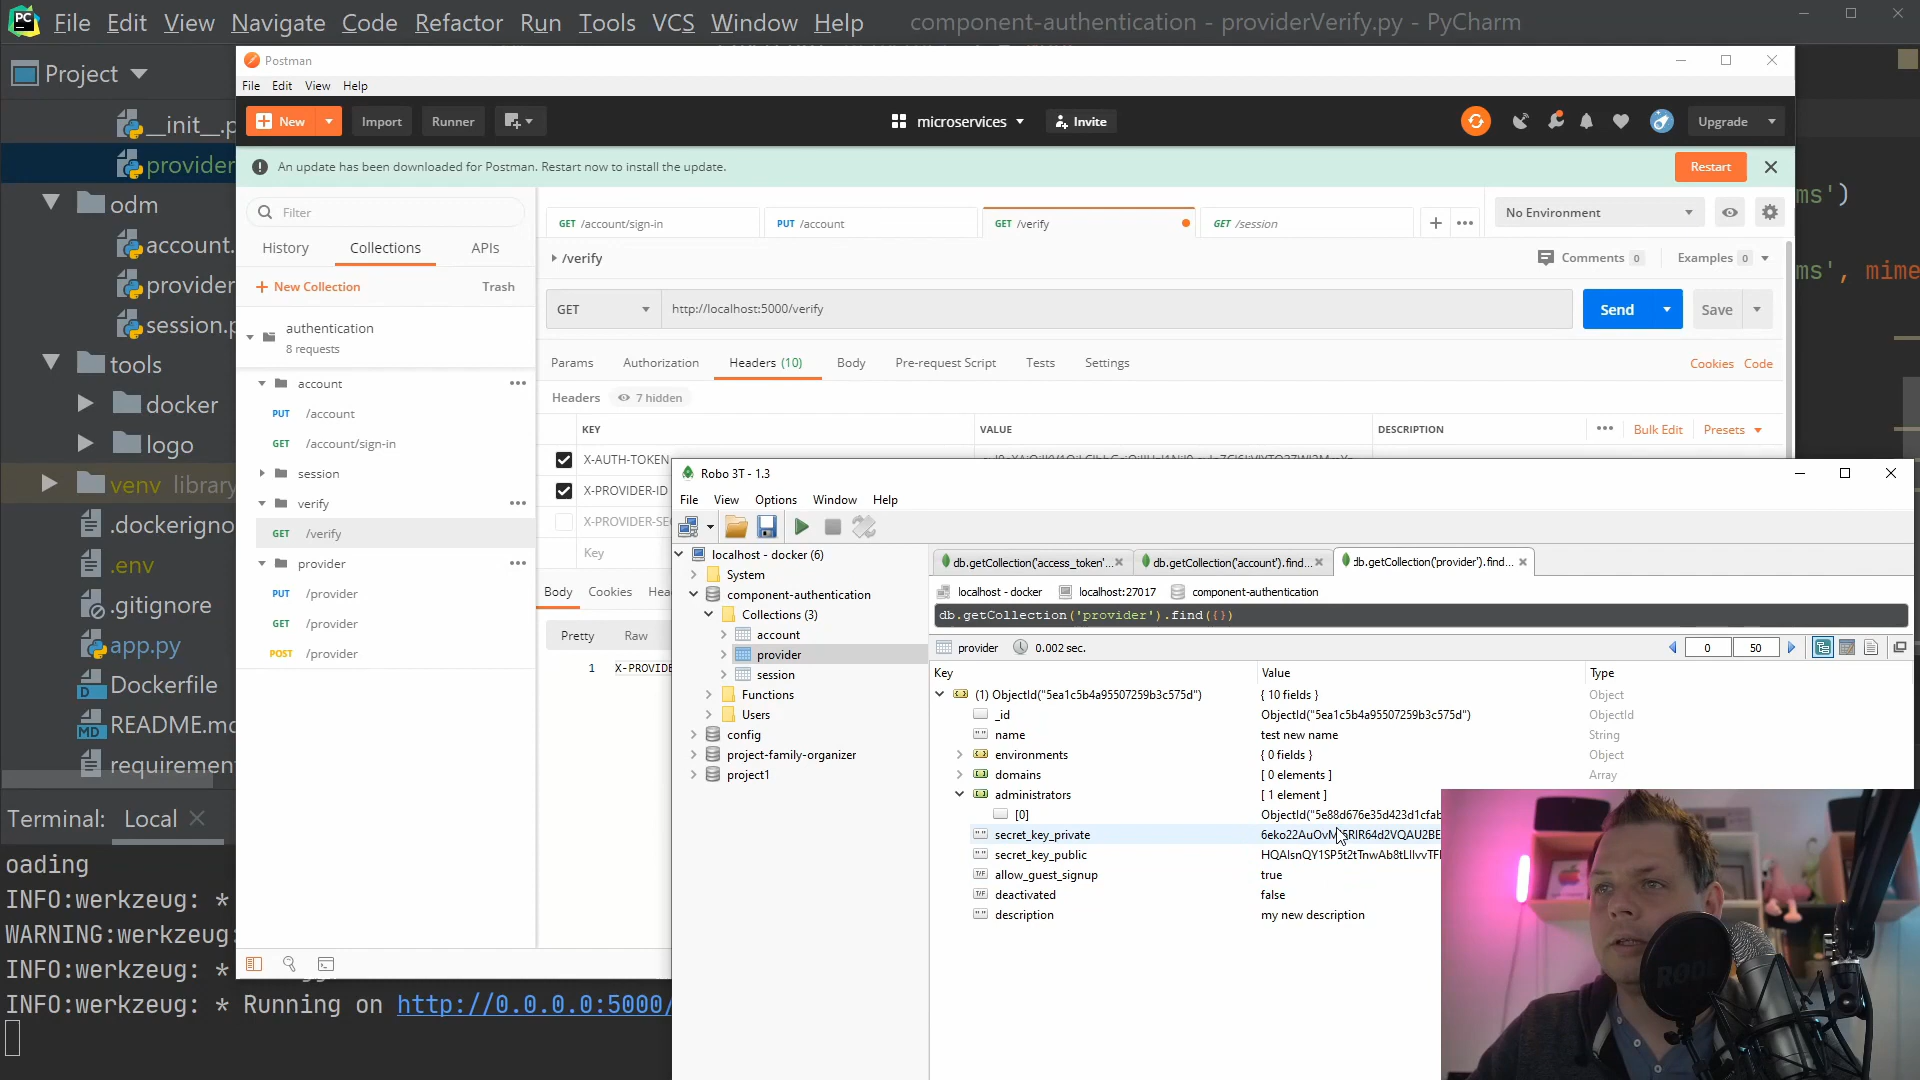 File Edit View Navigate Code Refactor Run Tools VCS Window Help component-authentication - providerVerify.py - PyCharm
Project
__init__.p
provider
odm
account.
provider
session.p
tools
docker
logo
venv library
.dockerigno
.env
.gitignore
app.py
Dockerfile
README.md
requiremen
ms')
ms', mime
Postman
File Edit View Help
New Import Runner microservices Invite Upgrade
An update has been downloaded for Postman. Restart now to install the update. Restart
Filter
History Collections APIs
New Collection Trash
authentication
8 requests
account
PUT /account
GET /account/sign-in
session
verify
GET /verify
provider
PUT /provider
GET /provider
POST /provider
GET /account/sign-in PUT /account GET /verify GET /session No Environment
/verify Comments 0 Examples 0
GET http://localhost:5000/verify Send Save
Params Authorization Headers (10) Body Pre-request Script Tests Settings Cookies Code
Headers 7 hidden
KEY VALUE DESCRIPTION Bulk Edit Presets
X-AUTH-TOKEN
X-PROVIDER-ID
X-PROVIDER-SE
Key
Body Cookies Hea
Pretty Raw
1 X-PROVIDE
Robo 3T - 1.3
File View Options Window Help
localhost - docker (6)
System
component-authentication
Collections (3)
account
provider
session
Functions
Users
config
project-family-organizer
project1
db.getCollection('access_token'... db.getCollection('account').find... db.getCollection('provider').find...
localhost - docker localhost:27017 component-authentication
db.getCollection('provider').find({})
provider 0.002 sec. 0 50
Key Value Type
(1) ObjectId("5ea1c5b4a95507259b3c575d") { 10 fields } Object
_id ObjectId("5ea1c5b4a95507259b3c575d") ObjectId
name test new name String
environments { 0 fields } Object
domains [ 0 elements ] Array
administrators [ 1 element ]
[0] ObjectId("5e88d676e35d423d1cfab
secret_key_private
secret_key_public
allow_guest_signup true
deactivated false
description my new description
Terminal: Local
oading
INFO:werkzeug: *
WARNING:werkzeug:
INFO:werkzeug: *
INFO:werkzeug: * Running on http://0.0.0.0:5000/
RODE